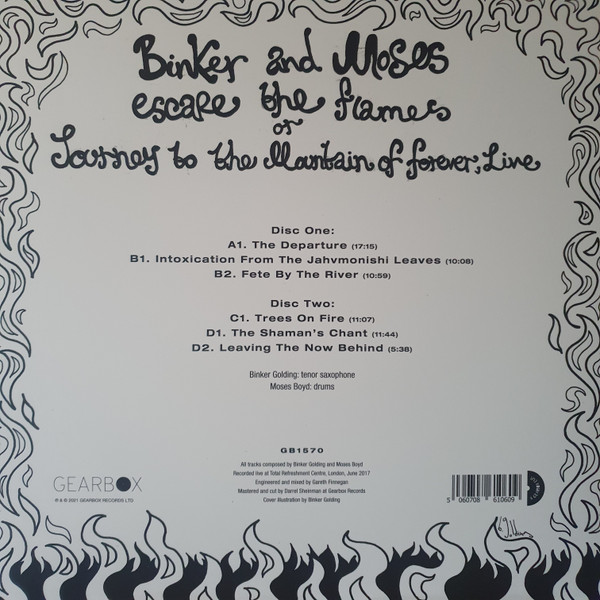 Binker and Moses
escape the flames
or
Journey to the Mountain of forever, Live
Disc One:
A1. The Departure (17:15)
B1. Intoxication From The Jahvmonishi Leaves (10:08)
B2. Fete By The River (10:59)
Disc Two:
C1. Trees On Fire (11:07)
D1. The Shaman's Chant (11:44)
D2. Leaving The Now Behind (5:38)
Binker Golding: tenor saxophone
Moses Boyd: drums
GB1570
All tracks composed by Binker Golding and Moses Boyd
Recorded live at Total Refreshment Centre, London, June 2017
Engineered and mixed by Gareth Finnegan
Mastered and cut by Darrel Sheinman at Gearbox Records
Cover illustration by Binker Golding
GEARBOX
℗ & © 2021 GEARBOX RECORDS LTD.
5 060708 610609